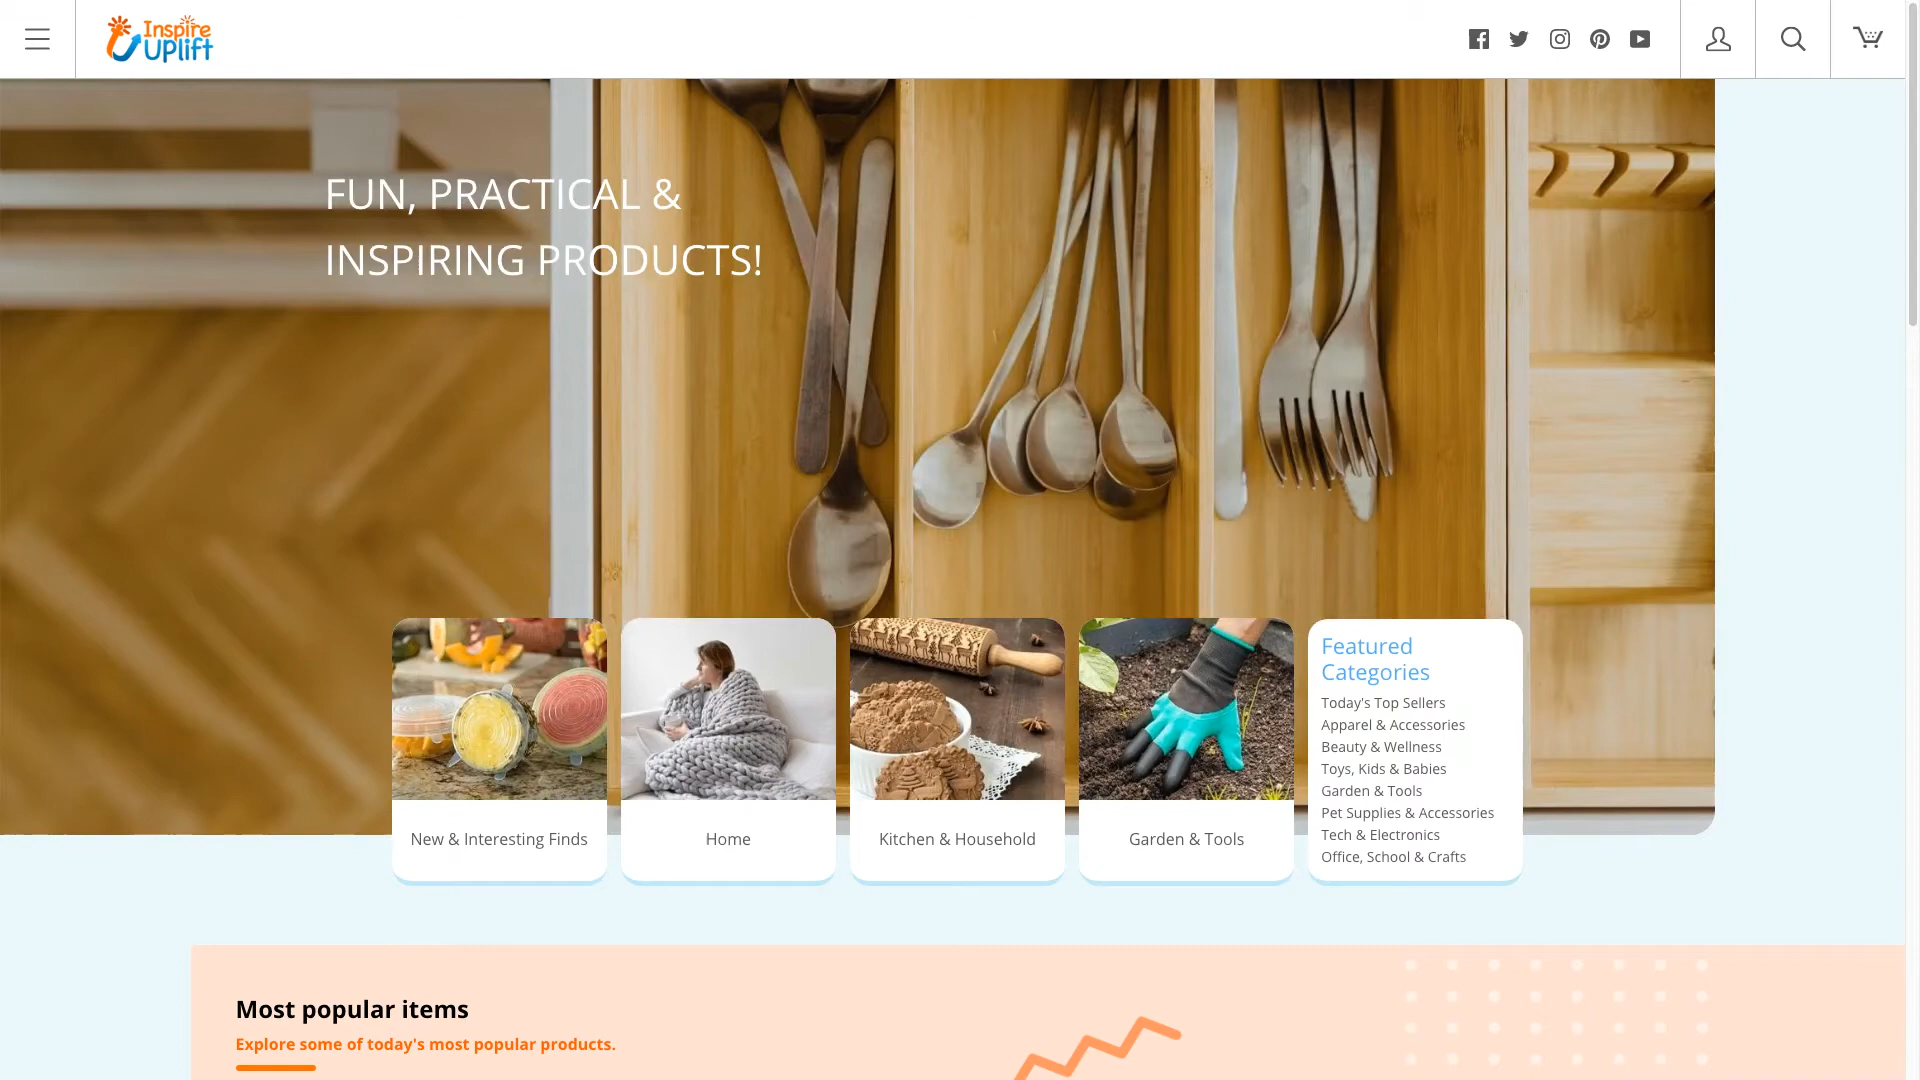 Inspire
Uplift
FUN, PRACTICAL &
INSPIRING PRODUCTS!
New & Interesting Finds
Home
Kitchen & Household
Garden & Tools
Featured
Categories
Today's Top Sellers
Apparel & Accessories
Beauty & Wellness
Toys, Kids & Babies
Garden & Tools
Pet Supplies & Accessories
Tech & Electronics
Office, School & Crafts
Most popular items
Explore some of today's most popular products.